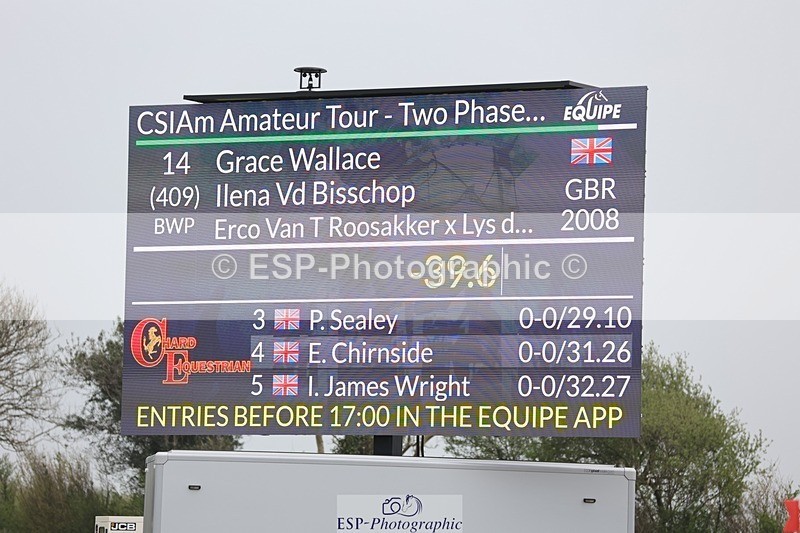 CSIAm Amateur Tour - Two Phase...
EQUIPE
14 Grace Wallace
(409) Ilena Vd Bisschop GBR
BWP Erco Van T Roosakker x Lys d... 2008
-39.6
© ESP-Photographic ©
3 P. Sealey 0-0/29.10
4 E. Chirnside 0-0/31.26
5 I. James Wright 0-0/32.27
CHARD
EQUESTRIAN
ENTRIES BEFORE 17:00 IN THE EQUIPE APP
ESP-Photographic
JCB